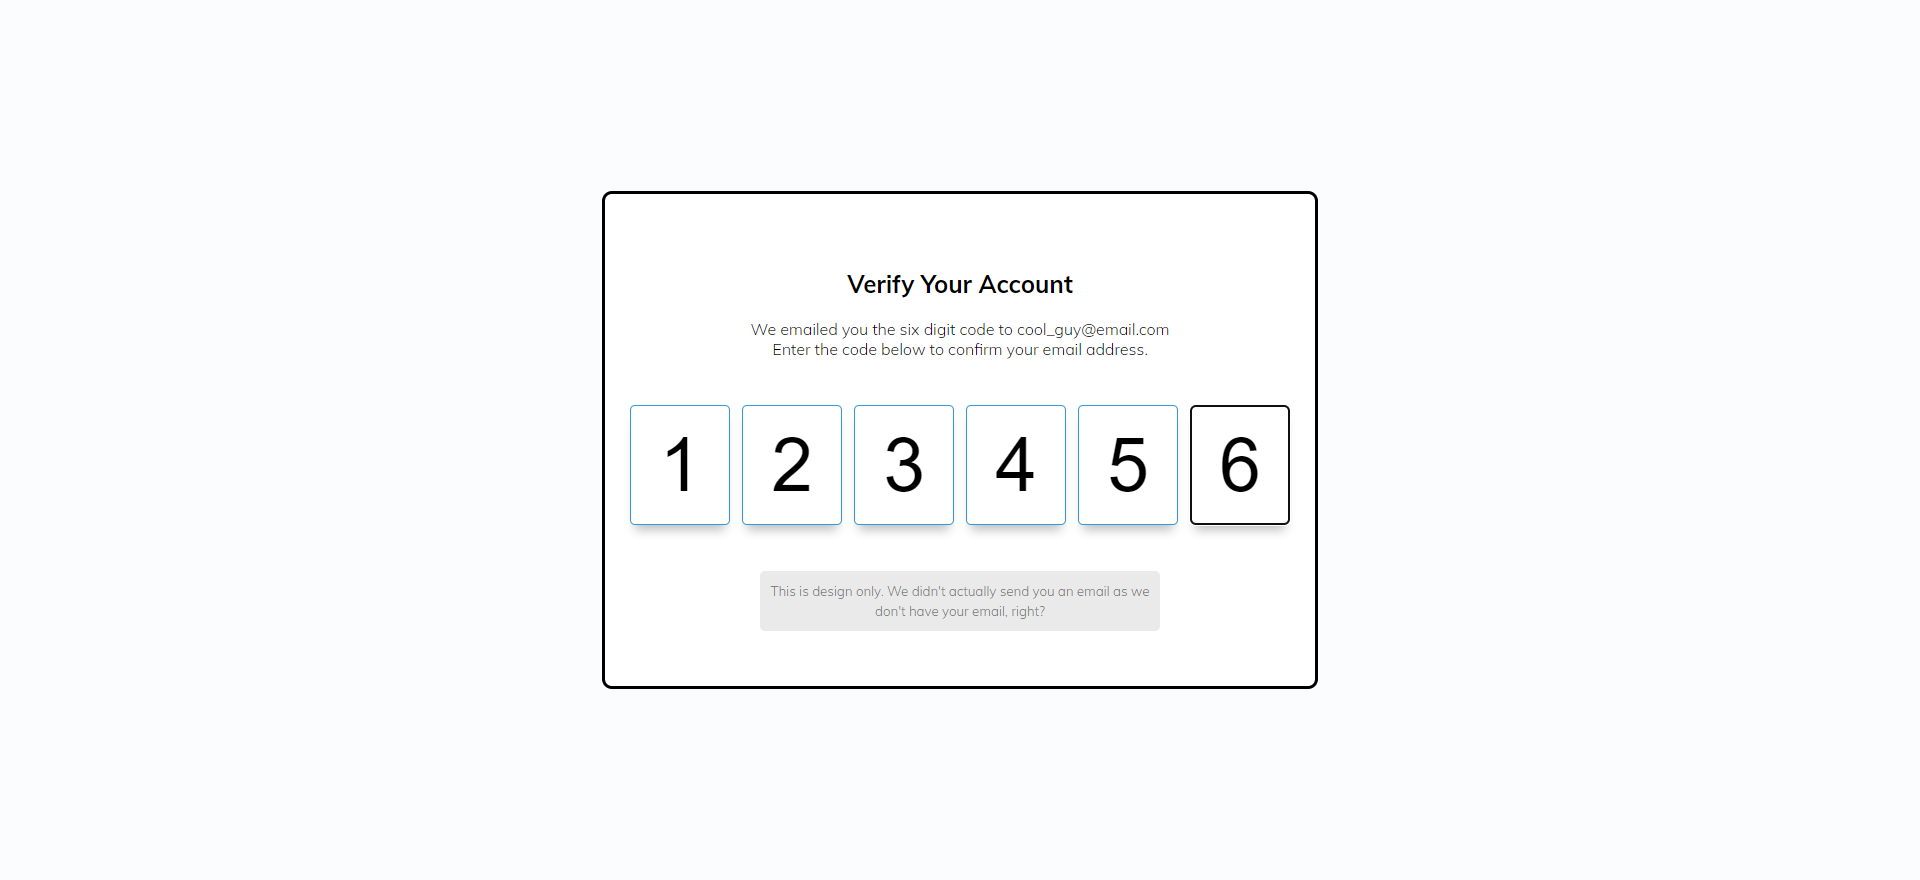 Verify Your Account
We emailed you the six digit code to cool_guy@email.com
Enter the code below to confirm your email address.
1 2 3 4 5 6
This is design only. We didn't actually send you an email as we
don't have your email, right?